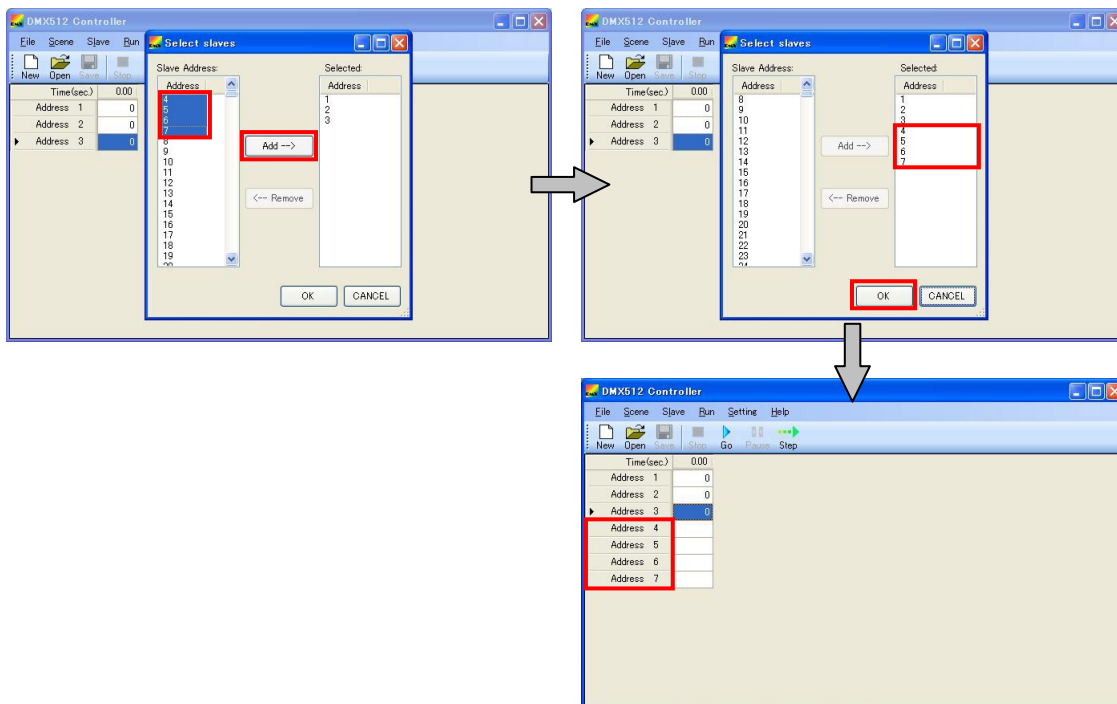 DMX512 Controller
File Scene Slave Run
New Open Save Stop
Time(sec.) 0.00
Address 1 0
Address 2 0
Address 3 0
Select slaves
Slave Address:
Selected:
Address
Address
4
5
6
7
8
9
10
11
12
13
14
15
16
17
18
19
20
1
2
3
Add -->
<-- Remove
OK CANCEL
DMX512 Controller
File Scene Slave Run
New Open Save Stop
Time(sec.) 0.00
Address 1 0
Address 2 0
Address 3 0
Select slaves
Slave Address:
Selected:
Address
Address
8
9
10
11
12
13
14
15
16
17
18
19
20
21
22
23
24
1
2
3
4
5
6
7
Add -->
<-- Remove
OK CANCEL
DMX512 Controller
File Scene Slave Run Setting Help
New Open Save Stop Go Pause Step
Time(sec.) 0.00
Address 1 0
Address 2 0
Address 3 0
Address 4
Address 5
Address 6
Address 7